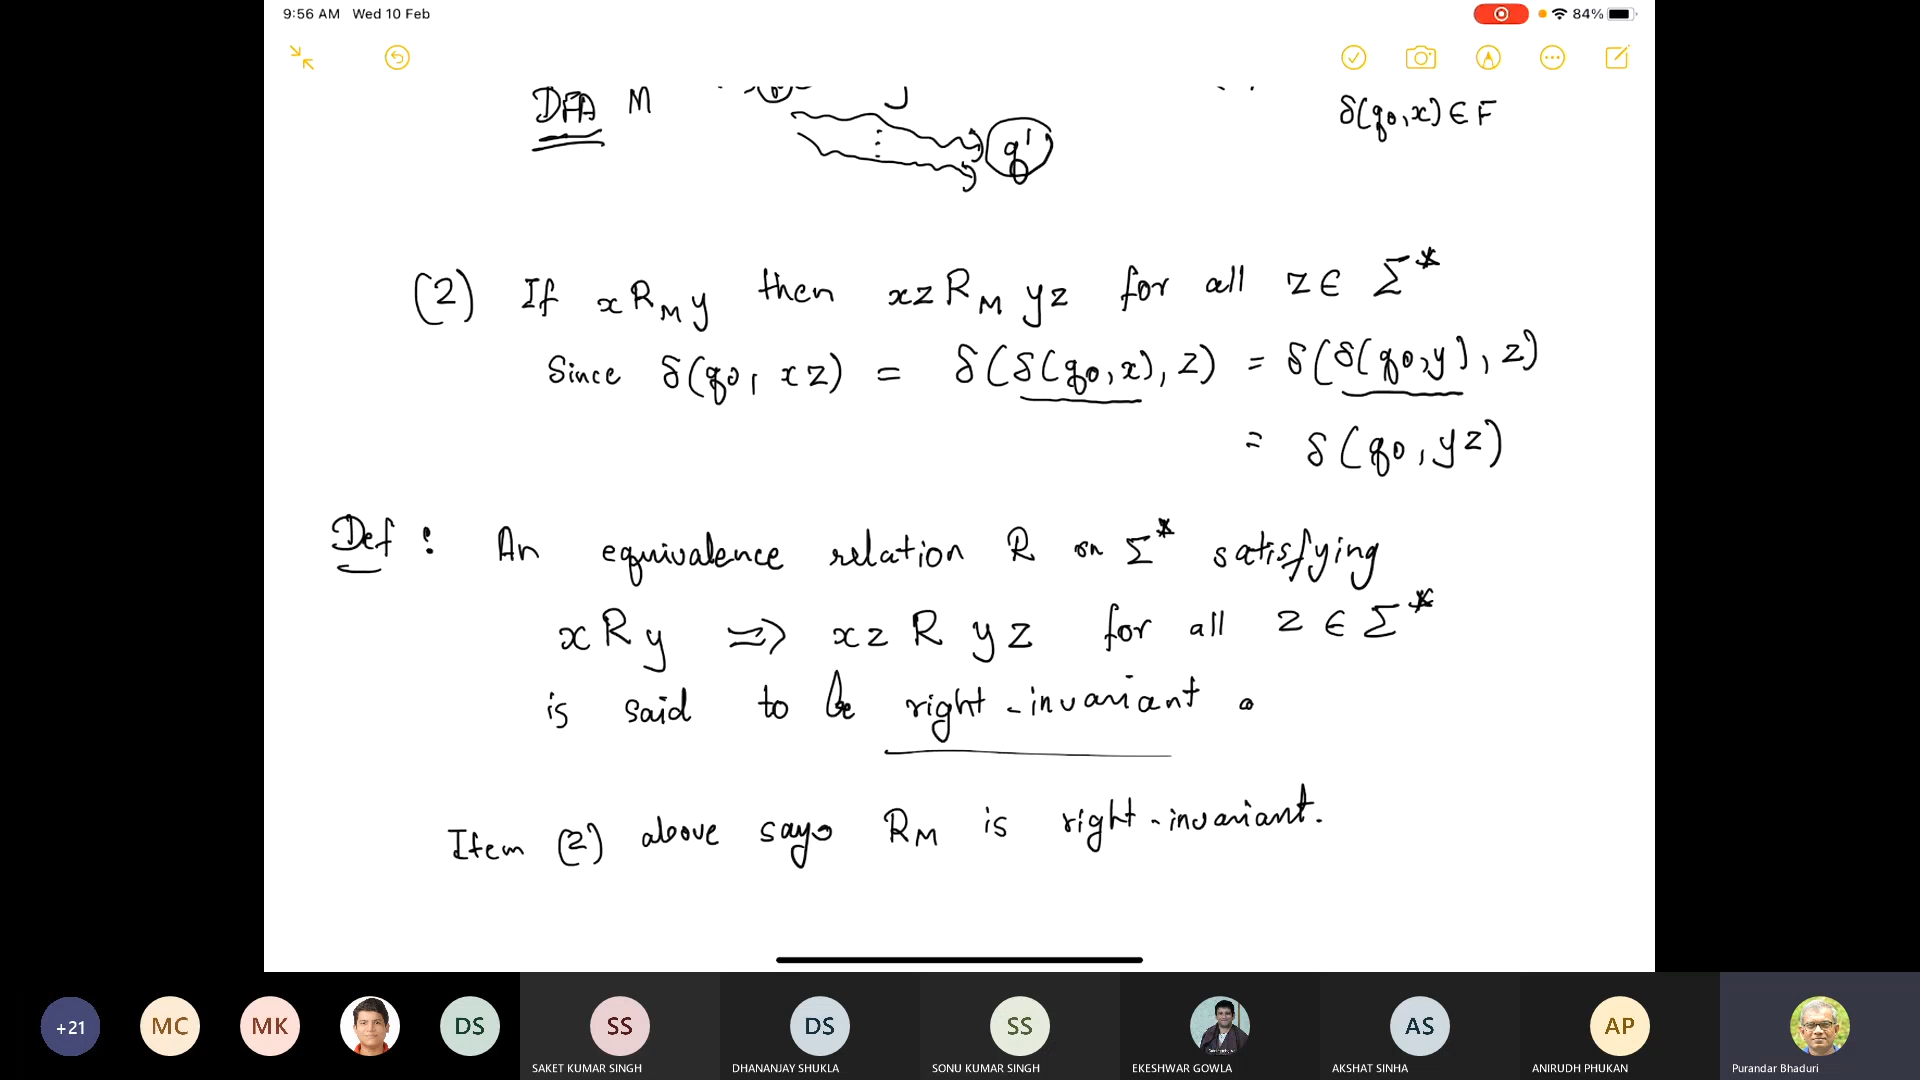 9:56 AM Wed 10 Feb
84%
DFA M
δ(q0,x) ∈ F
q'
(2) If x R_M y then xz R_M yz for all z ∈ Σ*
Since δ(q0, xz) = δ(δ(q0,x), z) = δ(δ(q0,y), z)
= δ(q0, yz)
Def : An equivalence relation R on Σ* satisfying
x R y => xz R yz for all z ∈ Σ*
is said to be right-invariant.
Item (2) above says R_M is right-invariant.
+21 MC MK DS SS DS SS AS AP
SAKET KUMAR SINGH DHANANJAY SHUKLA SONU KUMAR SINGH EKESHWAR GOWLA AKSHAT SINHA ANIRUDH PHUKAN Purandar Bhaduri